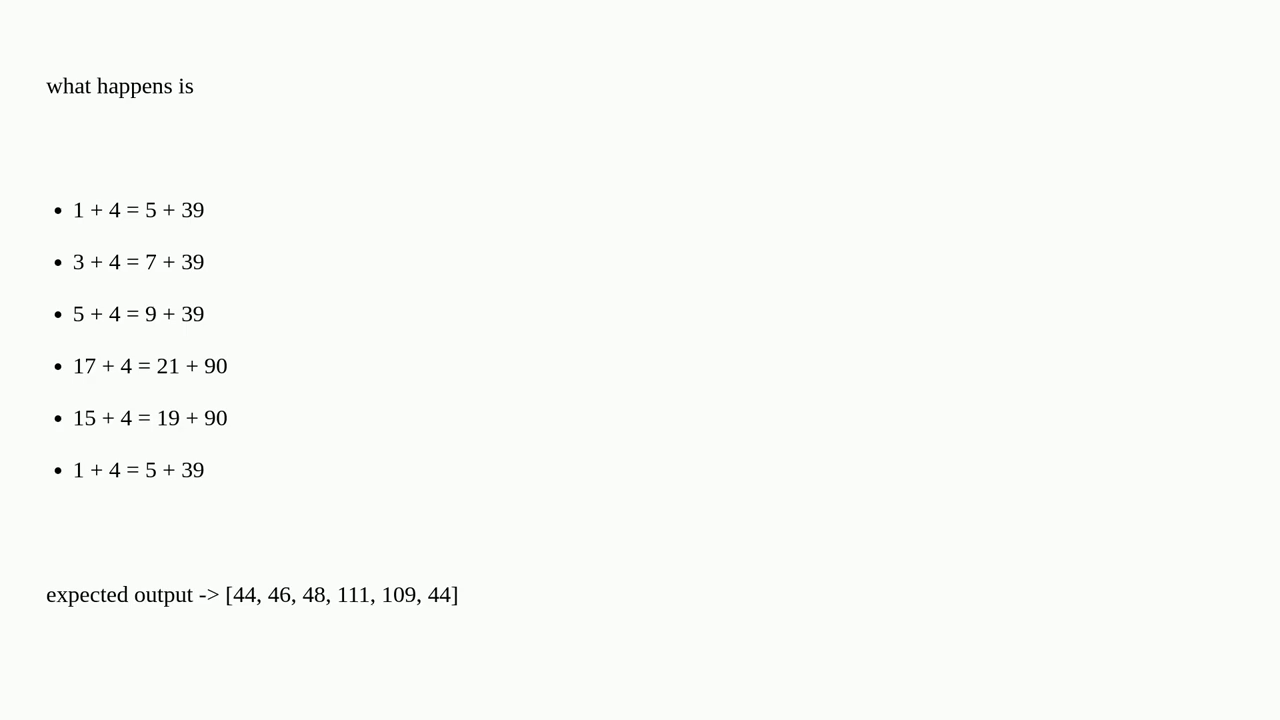 what happens is
• 1 + 4 = 5 + 39
• 3 + 4 = 7 + 39
• 5 + 4 = 9 + 39
• 17 + 4 = 21 + 90
• 15 + 4 = 19 + 90
• 1 + 4 = 5 + 39
expected output -> [44, 46, 48, 111, 109, 44]